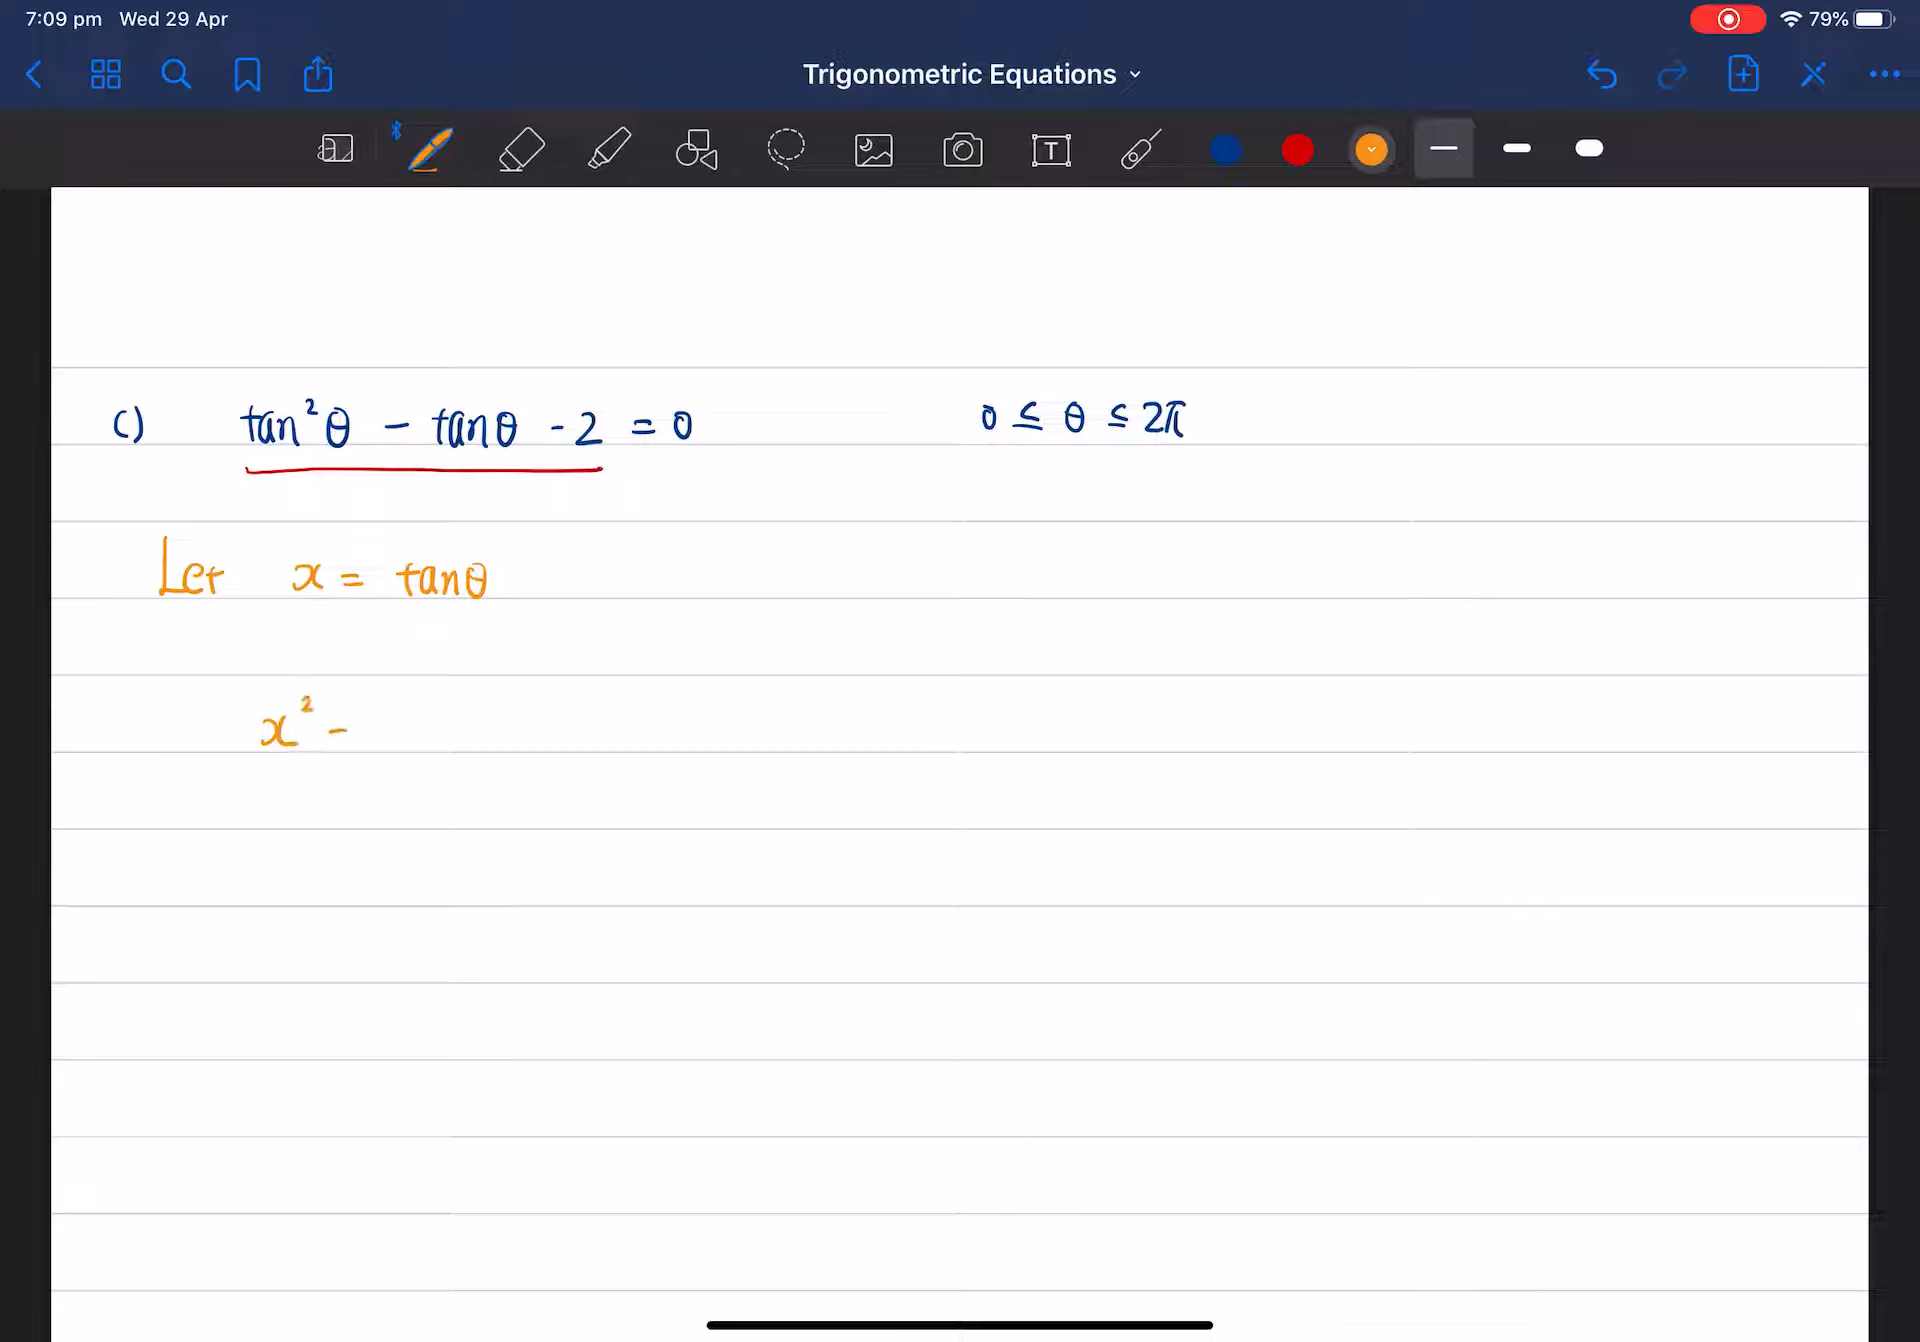 7:09 pm Wed 29 Apr 79%
Trigonometric Equations
T
c) tan²θ - tanθ - 2 = 0 0 ≤ θ ≤ 2π
Let x = tanθ
x² -